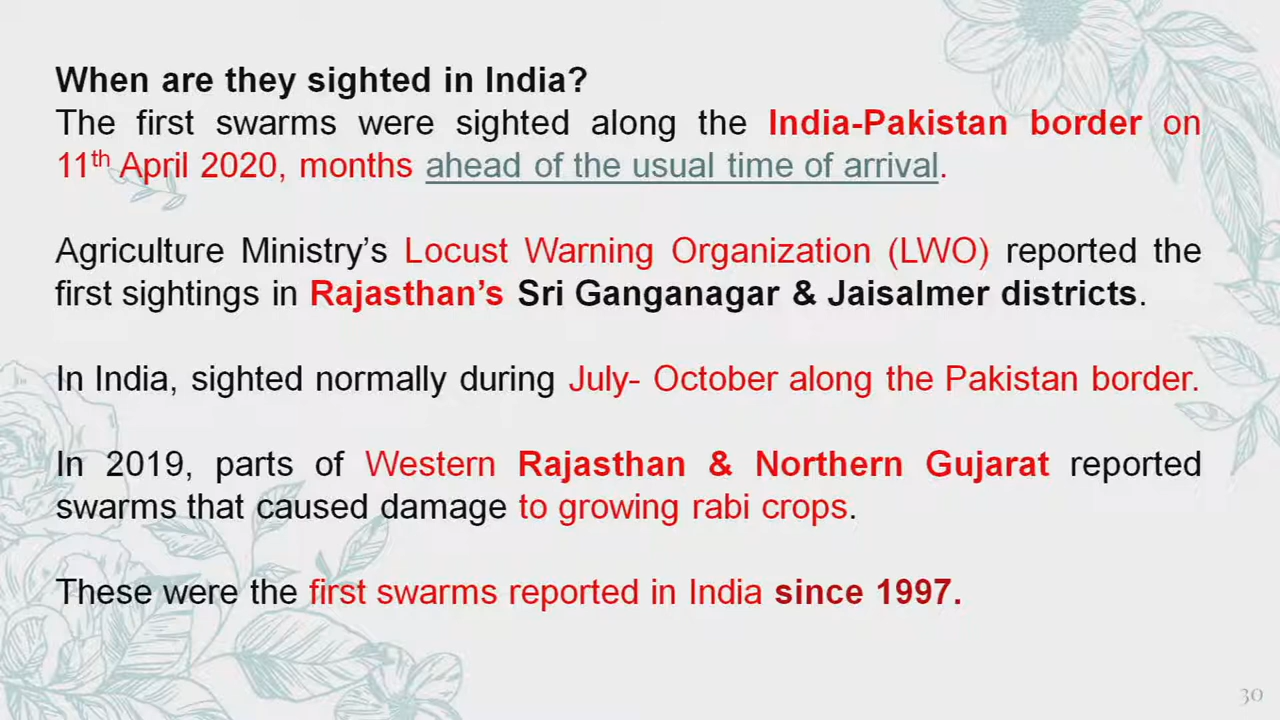 When are they sighted in India?
The first swarms were sighted along the India-Pakistan border on
11th April 2020, months ahead of the usual time of arrival.
Agriculture Ministry’s Locust Warning Organization (LWO) reported the
first sightings in Rajasthan’s Sri Ganganagar & Jaisalmer districts.
In India, sighted normally during July- October along the Pakistan border.
In 2019, parts of Western Rajasthan & Northern Gujarat reported
swarms that caused damage to growing rabi crops.
These were the first swarms reported in India since 1997.
30